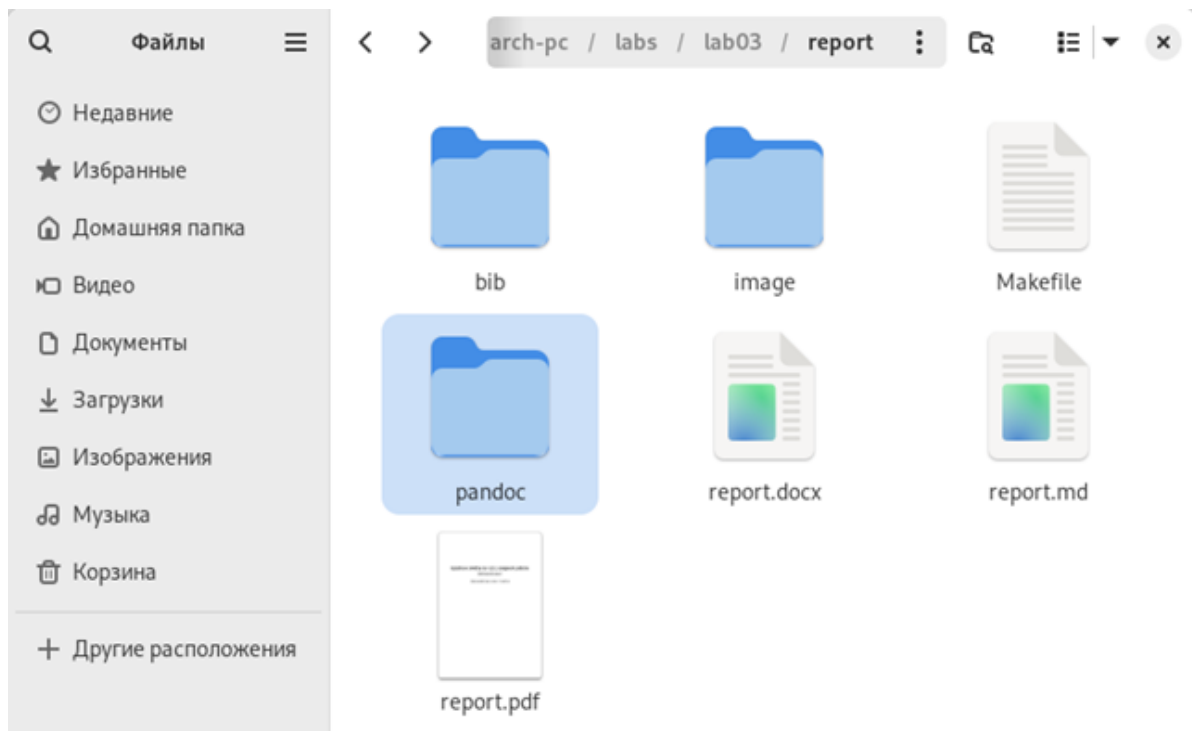 Файлы
arch-pc / labs / lab03 / report
Недавние
Избранные
Домашняя папка
Видео
Документы
Загрузки
Изображения
Музыка
Корзина
Другие расположения
bib
image
Makefile
pandoc
report.docx
report.md
report.pdf